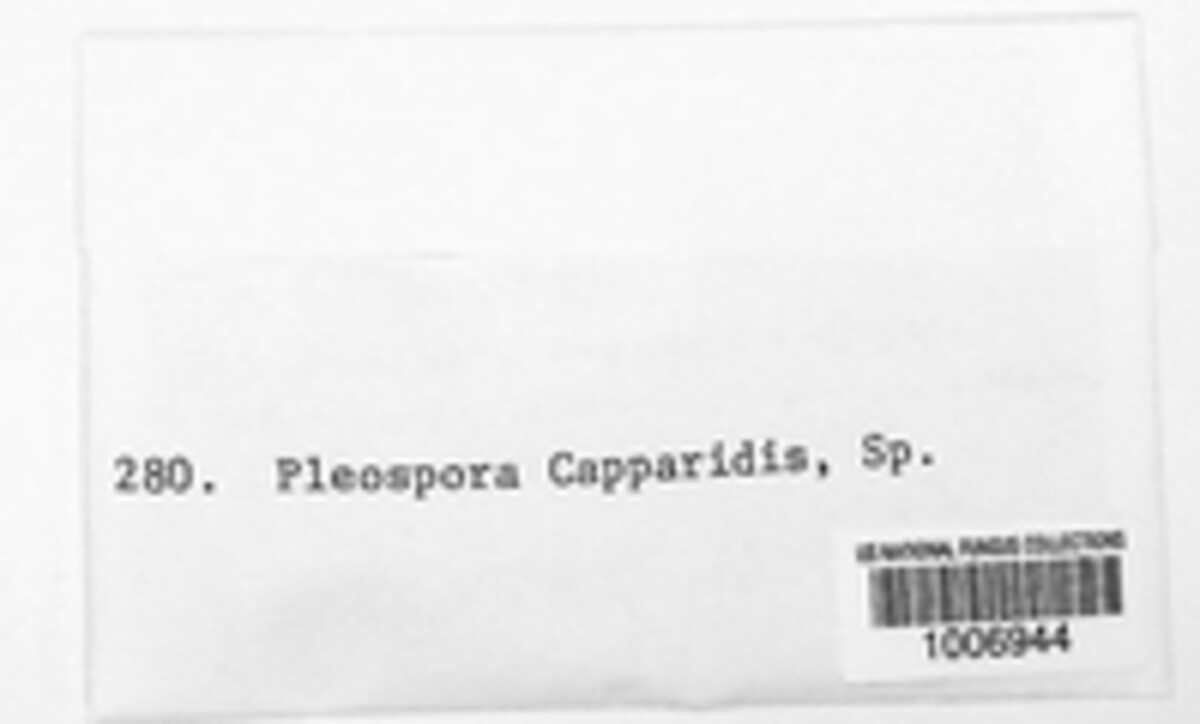 280. Pleospora Capparidis, Sp.
US NATIONAL FUNGUS COLLECTIONS
1006944